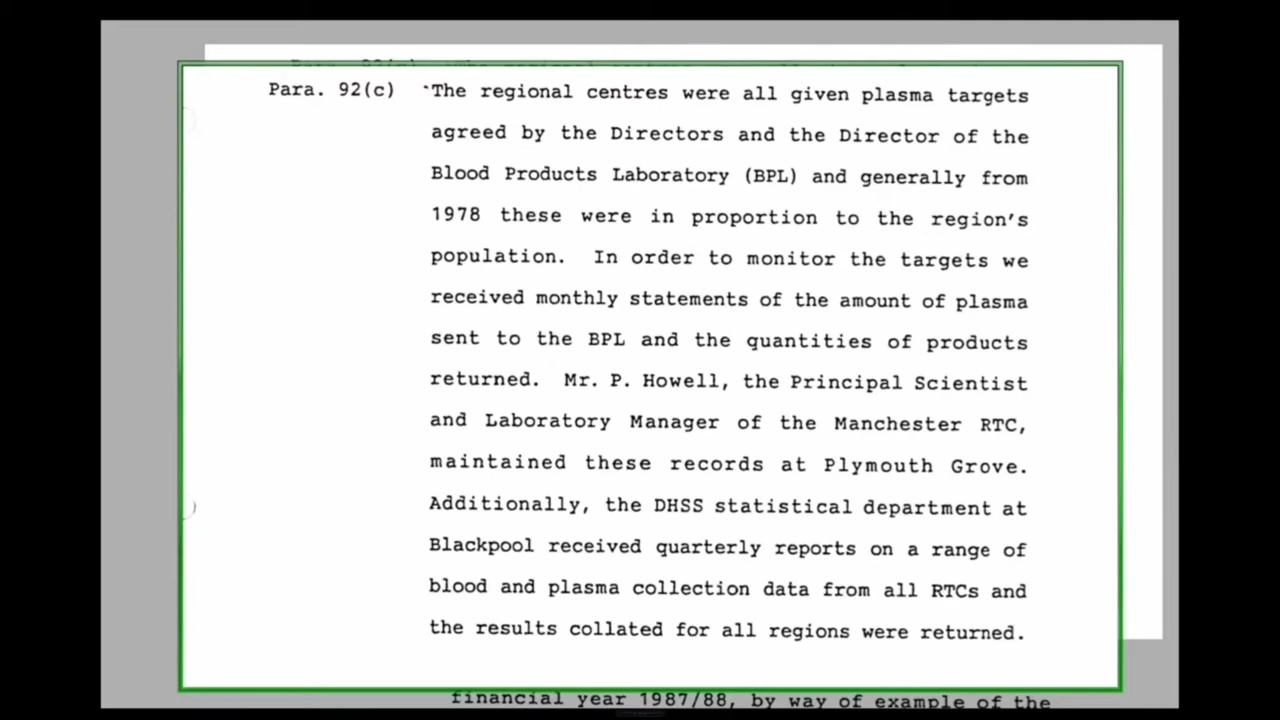 Para. 92(c) The regional centres were all given plasma targets
agreed by the Directors and the Director of the
Blood Products Laboratory (BPL) and generally from
1978 these were in proportion to the region's
population. In order to monitor the targets we
received monthly statements of the amount of plasma
sent to the BPL and the quantities of products
returned. Mr. P. Howell, the Principal Scientist
and Laboratory Manager of the Manchester RTC,
maintained these records at Plymouth Grove.
Additionally, the DHSS statistical department at
Blackpool received quarterly reports on a range of
blood and plasma collection data from all RTCs and
the results collated for all regions were returned.
financial year 1987/88, by way of example of the